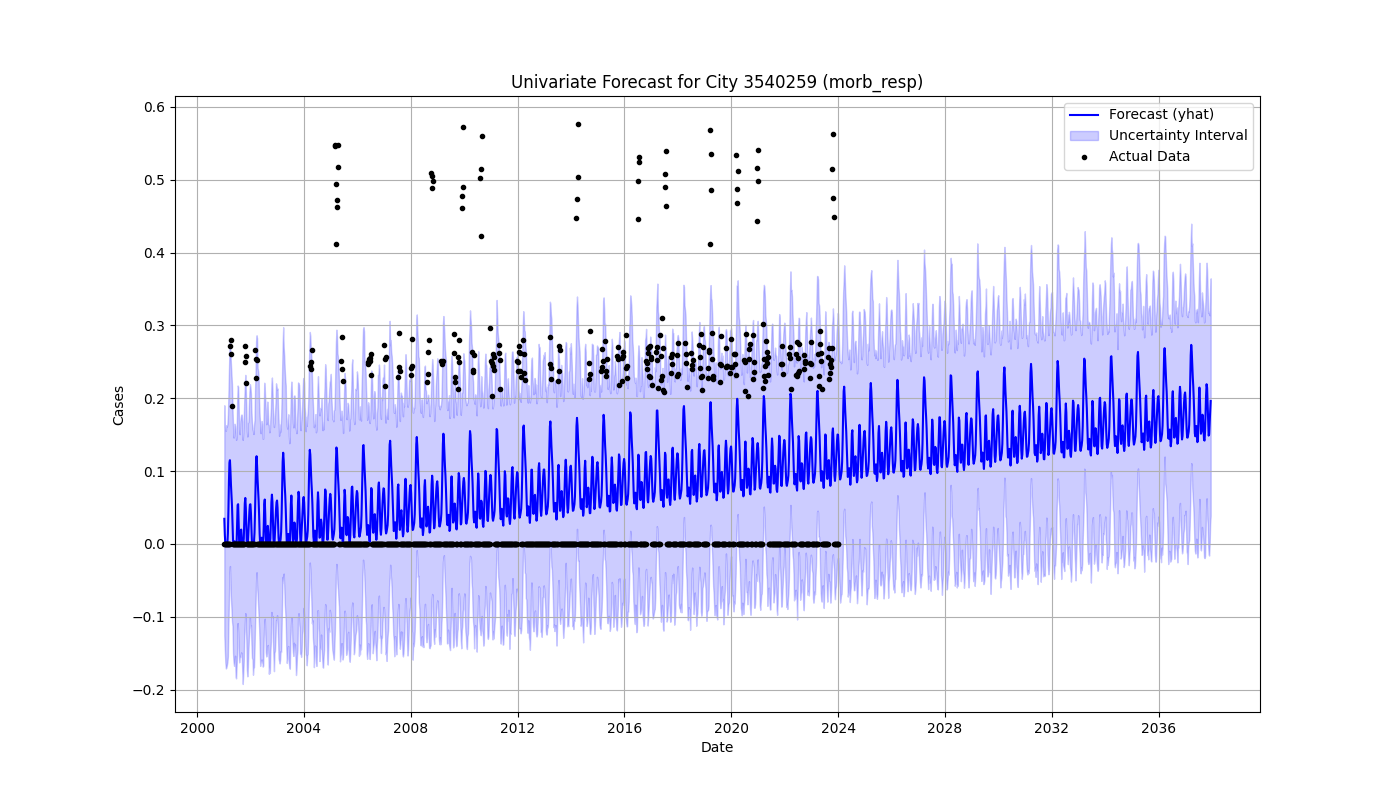 Univariate Forecast for City 3540259 (morb_resp)
Forecast (yhat)
Uncertainty Interval
Actual Data
Cases
0.6
0.5
0.4
0.3
0.2
0.1
0.0
−0.1
−0.2
2000 2004 2008 2012 2016 2020 2024 2028 2032 2036
Date